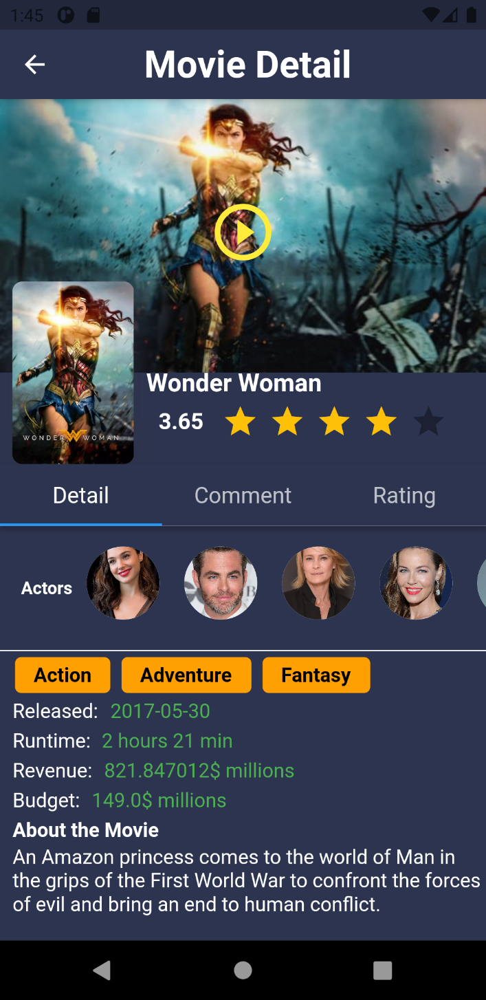 1:45
Movie Detail
WONDER WOMAN
Wonder Woman
3.65
Detail Comment Rating
Actors
Action Adventure Fantasy
Released: 2017-05-30
Runtime: 2 hours 21 min
Revenue: 821.847012$ millions
Budget: 149.0$ millions
About the Movie
An Amazon princess comes to the world of Man in
the grips of the First World War to confront the forces
of evil and bring an end to human conflict.